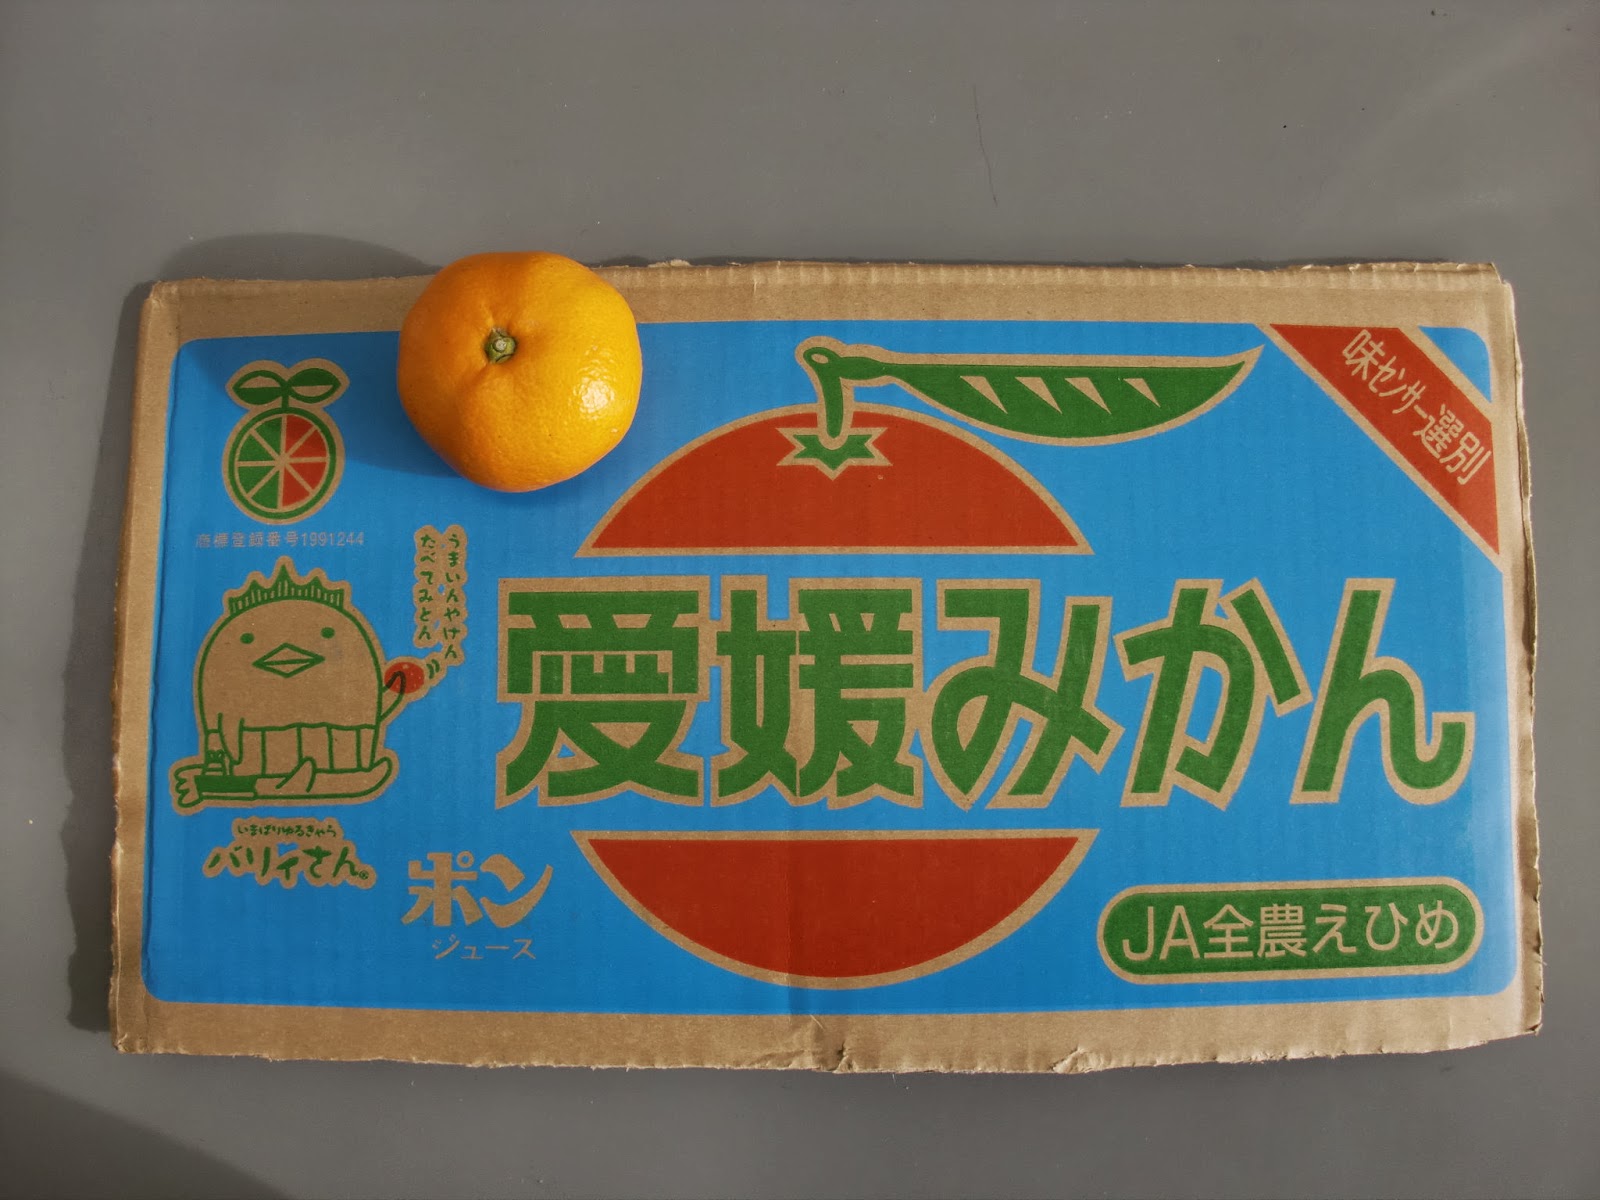 味センサー選別
商標登録番号1991244
うまいんやけん
たべてみとん
愛媛みかん
いまばりゆるきゃら
バリィさん®
ポン
ジュース
JA全農えひめ